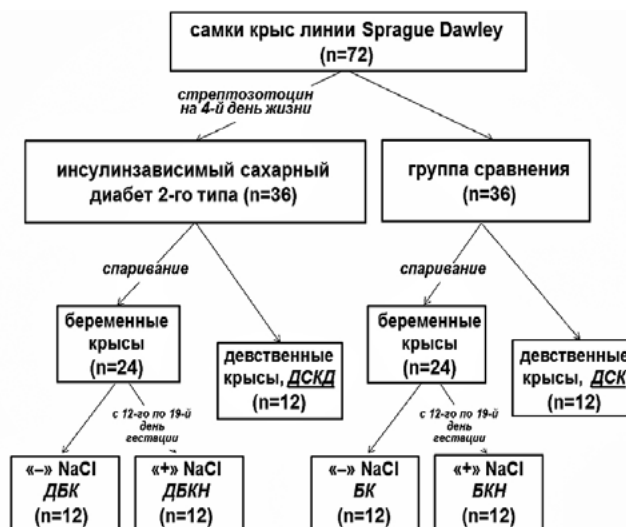 самки крыс линии Sprague Dawley
(n=72)
стрептозотоцин
на 4-й день жизни
инсулинзависимый сахарный
диабет 2-го типа (n=36)
группа сравнения
(n=36)
спаривание
спаривание
беременные
крысы
(n=24)
девственные
крысы, ДСКД
(n=12)
беременные
крысы
(n=24)
девственные
крысы, ДСК
(n=12)
с 12-го по 19-й
день
гествции
с 12-го по 19-й
день
гестации
«–» NaCl
ДБК
(n=12)
«+» NaCl
ДБКН
(n=12)
«–» NaCl
БК
(n=12)
«+» NaCl
БКН
(n=12)